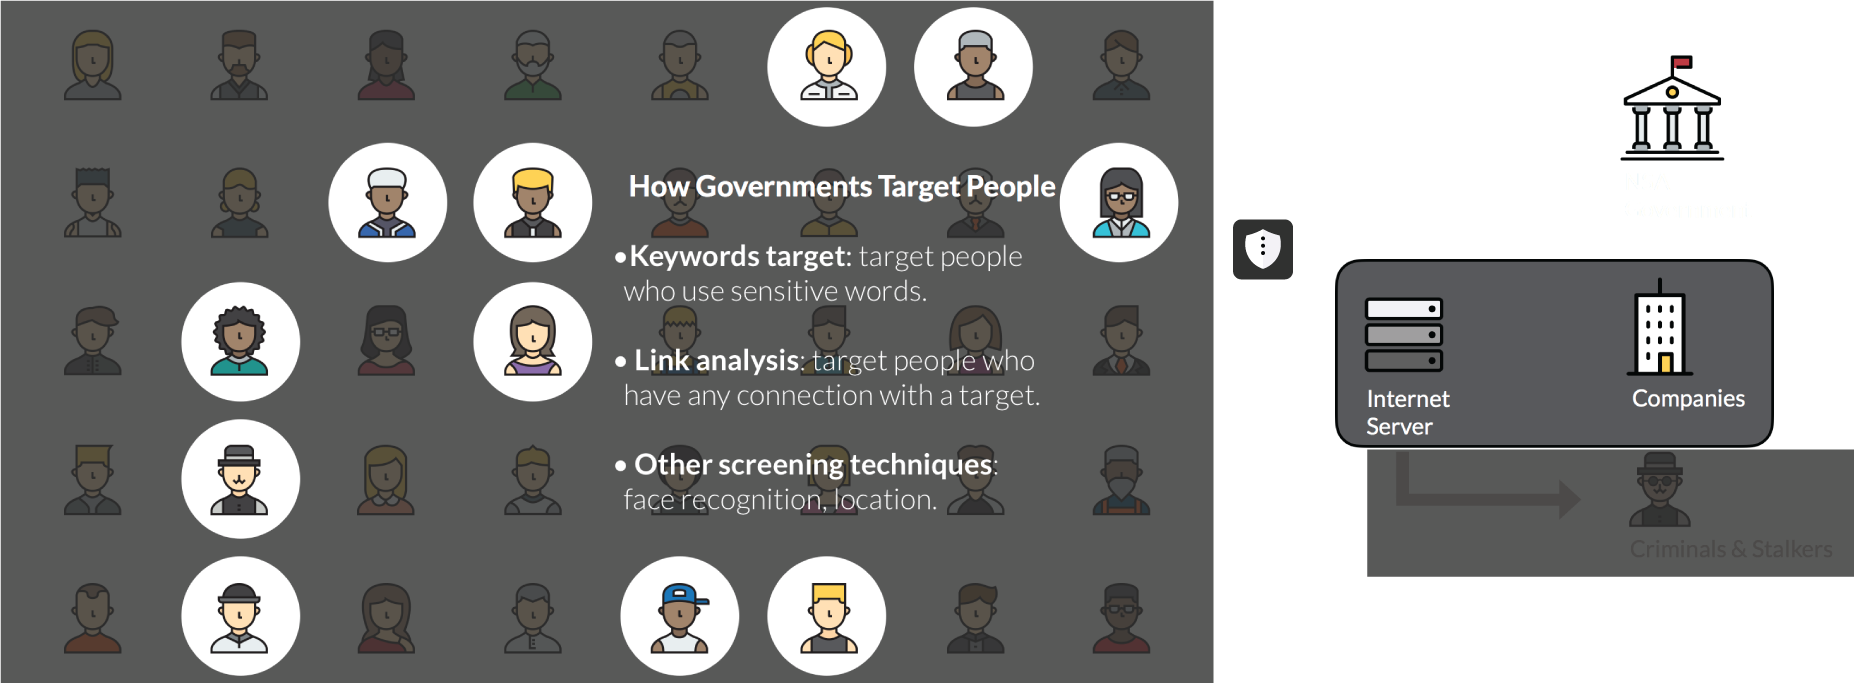 How Governments Target People
•Keywords target: target people
who use sensitive words.
• Link analysis: target people who
have any connection with a target.
• Other screening techniques:
face recognition, location.
Internet
Server
Companies
Criminals & Stalkers